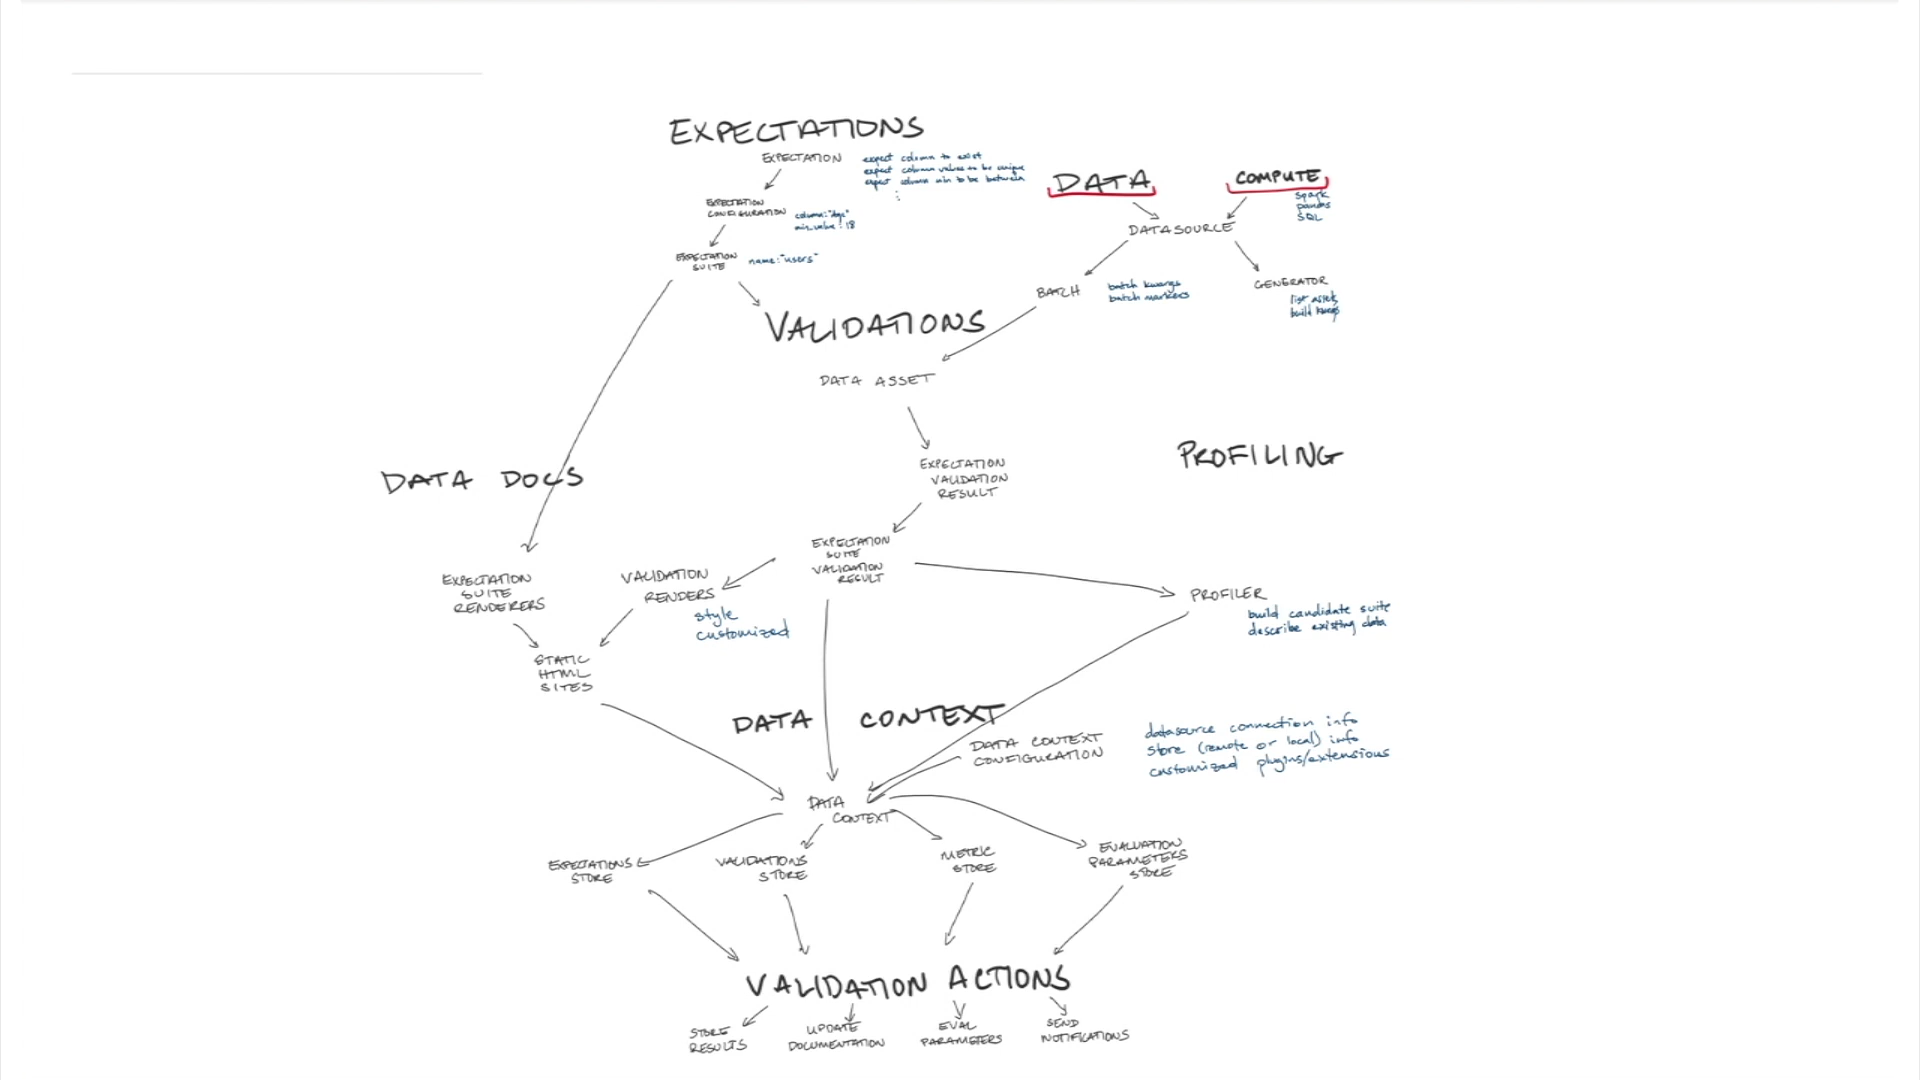 EXPECTATIONS
EXPECTATION
expect column to exist
expect column values to be unique
expect column min to be between
EXPECTATION
CONFIGURATION
column: "age"
min_value: 18
EXPECTATION
SUITE
name: "users"
DATA
COMPUTE
spark
pandas
SQL
DATASOURCE
BATCH
batch kwargs
batch markers
GENERATOR
list assets
build kwargs
VALIDATIONS
DATA ASSET
EXPECTATION
VALIDATION
RESULT
PROFILING
DATA DOCS
EXPECTATION
SUITE
VALIDATION
RESULT
EXPECTATION
SUITE
RENDERERS
VALIDATION
RENDERS
style
customized
PROFILER
build candidate suite
describe existing data
STATIC
HTML
SITES
DATA CONTEXT
DATA CONTEXT
CONFIGURATION
datasource connection info
store (remote or local) info
customized plugins/extensions
DATA
CONTEXT
EXPECTATIONS
STORE
VALIDATIONS
STORE
METRIC
STORE
EVALUATION
PARAMETERS
STORE
VALIDATION ACTIONS
STORE
RESULTS
UPDATE
DOCUMENTATION
EVAL
PARAMETERS
SEND
NOTIFICATIONS